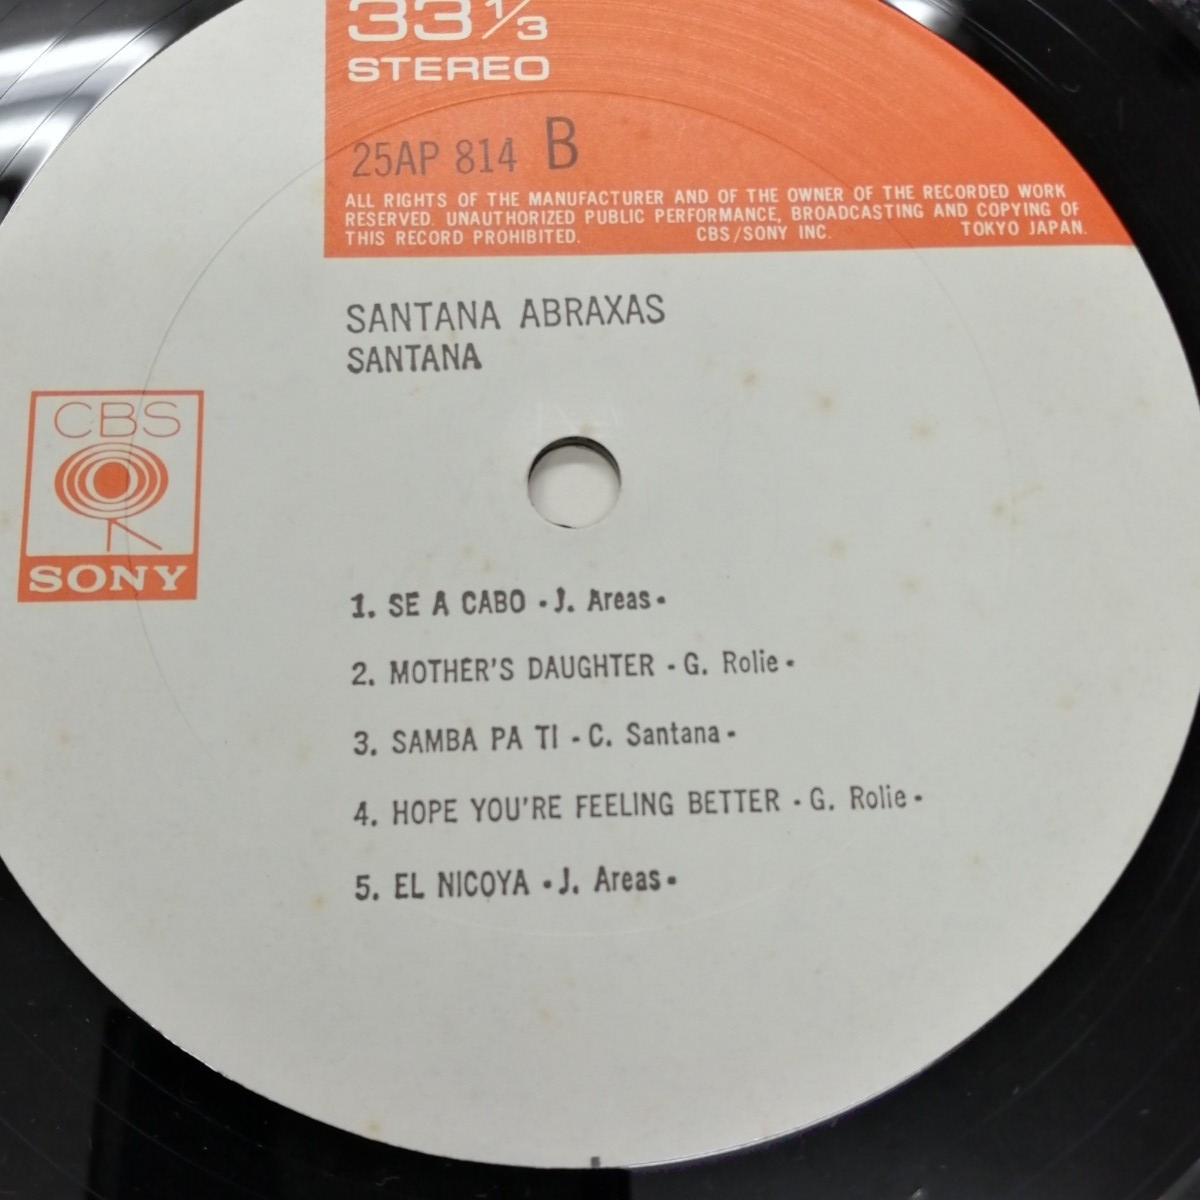 33 1/3
STEREO
25AP 814 B
ALL RIGHTS OF THE MANUFACTURER AND OF THE OWNER OF THE RECORDED WORK
RESERVED. UNAUTHORIZED PUBLIC PERFORMANCE, BROADCASTING AND COPYING OF
THIS RECORD PROHIBITED. CBS/SONY INC. TOKYO JAPAN.
SANTANA ABRAXAS
SANTANA
CBS
SONY
1. SE A CABO • J. Areas •
2. MOTHER'S DAUGHTER • G. Rolie •
3. SAMBA PA TI • C. Santana •
4. HOPE YOU'RE FEELING BETTER • G. Rolie •
5. EL NICOYA • J. Areas •